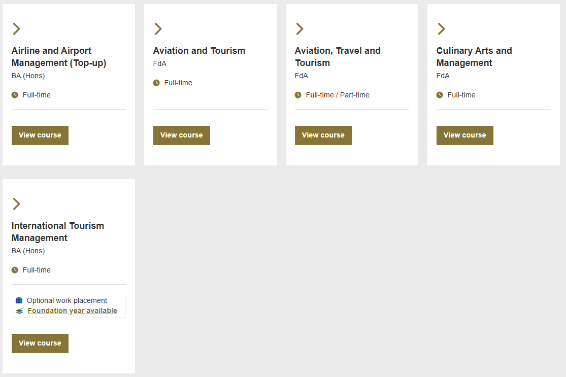 Airline and Airport
Management (Top-up)
BA (Hons)
Full-time
View course
Aviation and Tourism
FdA
Full-time
View course
Aviation, Travel and
Tourism
FdA
Full-time / Part-time
View course
Culinary Arts and
Management
FdA
Full-time
View course
International Tourism
Management
BA (Hons)
Full-time
Optional work placement
Foundation year available
View course